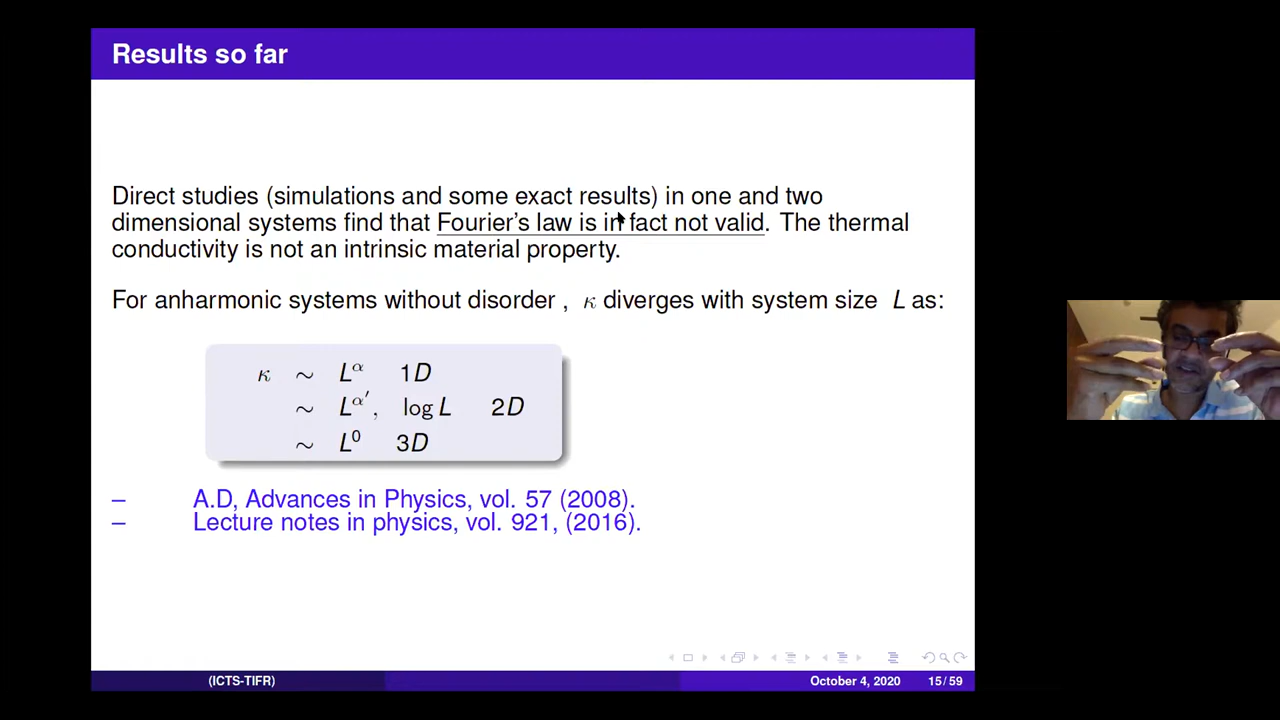 Results so far
Direct studies (simulations and some exact results) in one and two
dimensional systems find that Fourier's law is in fact not valid. The thermal
conductivity is not an intrinsic material property.
For anharmonic systems without disorder , κ diverges with system size L as:
κ ∼ L^α 1D
∼ L^α′, log L 2D
∼ L^0 3D
– A.D, Advances in Physics, vol. 57 (2008).
– Lecture notes in physics, vol. 921, (2016).
(ICTS-TIFR) October 4, 2020 15/59